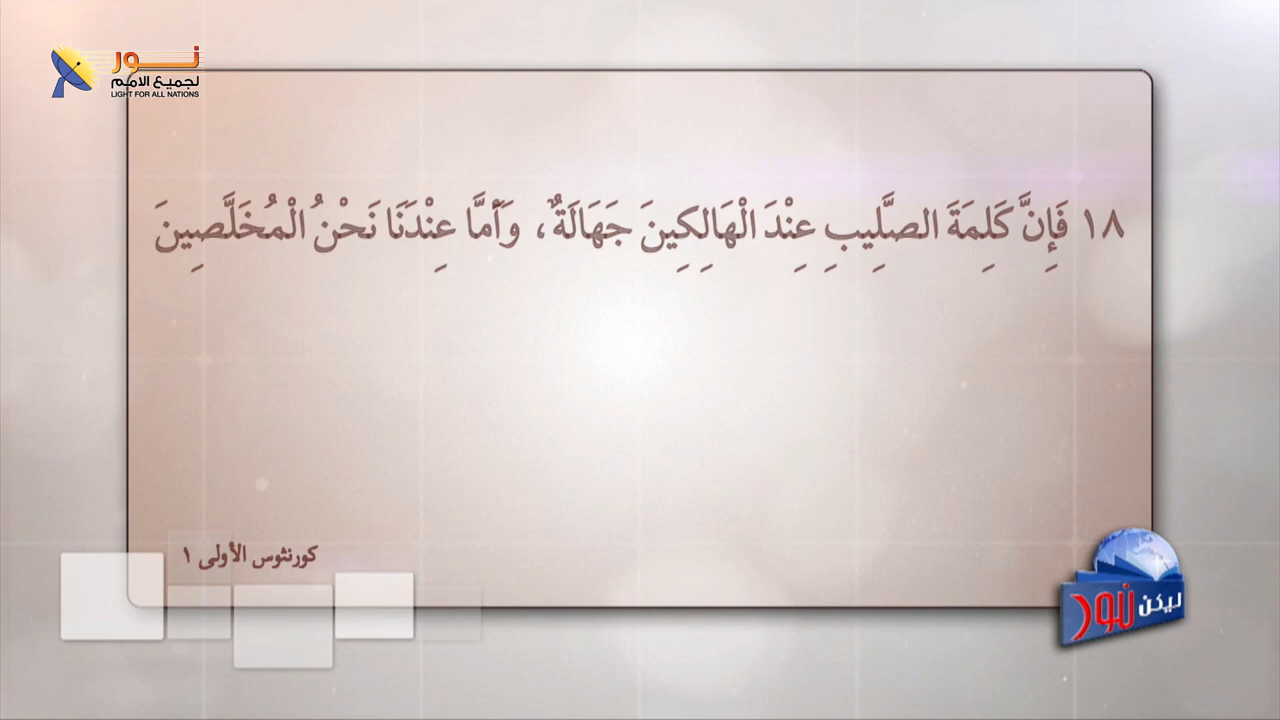 نور
لجميع الامم
LIGHT FOR ALL NATIONS
١٨ فَإِنَّ كَلِمَةَ الصَّلِيبِ عِنْدَ الْهَالِكِينَ جَهَالَةٌ، وَأَمَّا عِنْدَنَا نَحْنُ الْمُخَلَّصِينَ
كورنثوس الأولى ١
ليكن نور